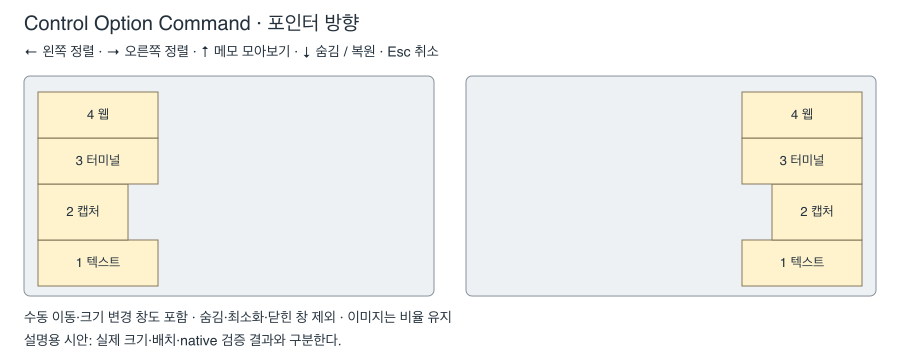 Control Option Command · 포인터 방향
← 왼쪽 정렬 · → 오른쪽 정렬 · ↑ 메모 모아보기 · ↓ 숨김 / 복원 · Esc 취소
4 웹
3 터미널
2 캡처
1 텍스트
4 웹
3 터미널
2 캡처
1 텍스트
수동 이동·크기 변경 창도 포함 · 숨김·최소화·닫힌 창 제외 · 이미지는 비율 유지
설명용 시안: 실제 크기·배치·native 검증 결과와 구분한다.